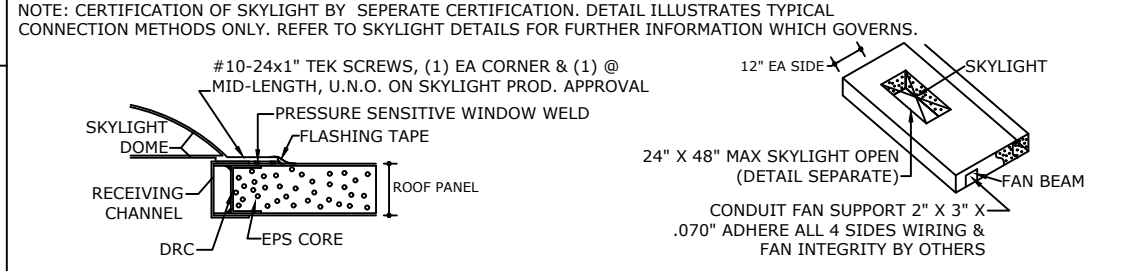 NOTE: CERTIFICATION OF SKYLIGHT BY SEPERATE CERTIFICATION. DETAIL ILLUSTRATES TYPICAL
CONNECTION METHODS ONLY. REFER TO SKYLIGHT DETAILS FOR FURTHER INFORMATION WHICH GOVERNS.
#10-24x1" TEK SCREWS, (1) EA CORNER & (1) @
MID-LENGTH, U.N.O. ON SKYLIGHT PROD. APPROVAL
PRESSURE SENSITIVE WINDOW WELD
FLASHING TAPE
SKYLIGHT
DOME
RECEIVING
CHANNEL
DRC
EPS CORE
ROOF PANEL
12" EA SIDE
SKYLIGHT
24" X 48" MAX SKYLIGHT OPEN
(DETAIL SEPARATE)
FAN BEAM
CONDUIT FAN SUPPORT 2" X 3" X
.070" ADHERE ALL 4 SIDES WIRING &
FAN INTEGRITY BY OTHERS